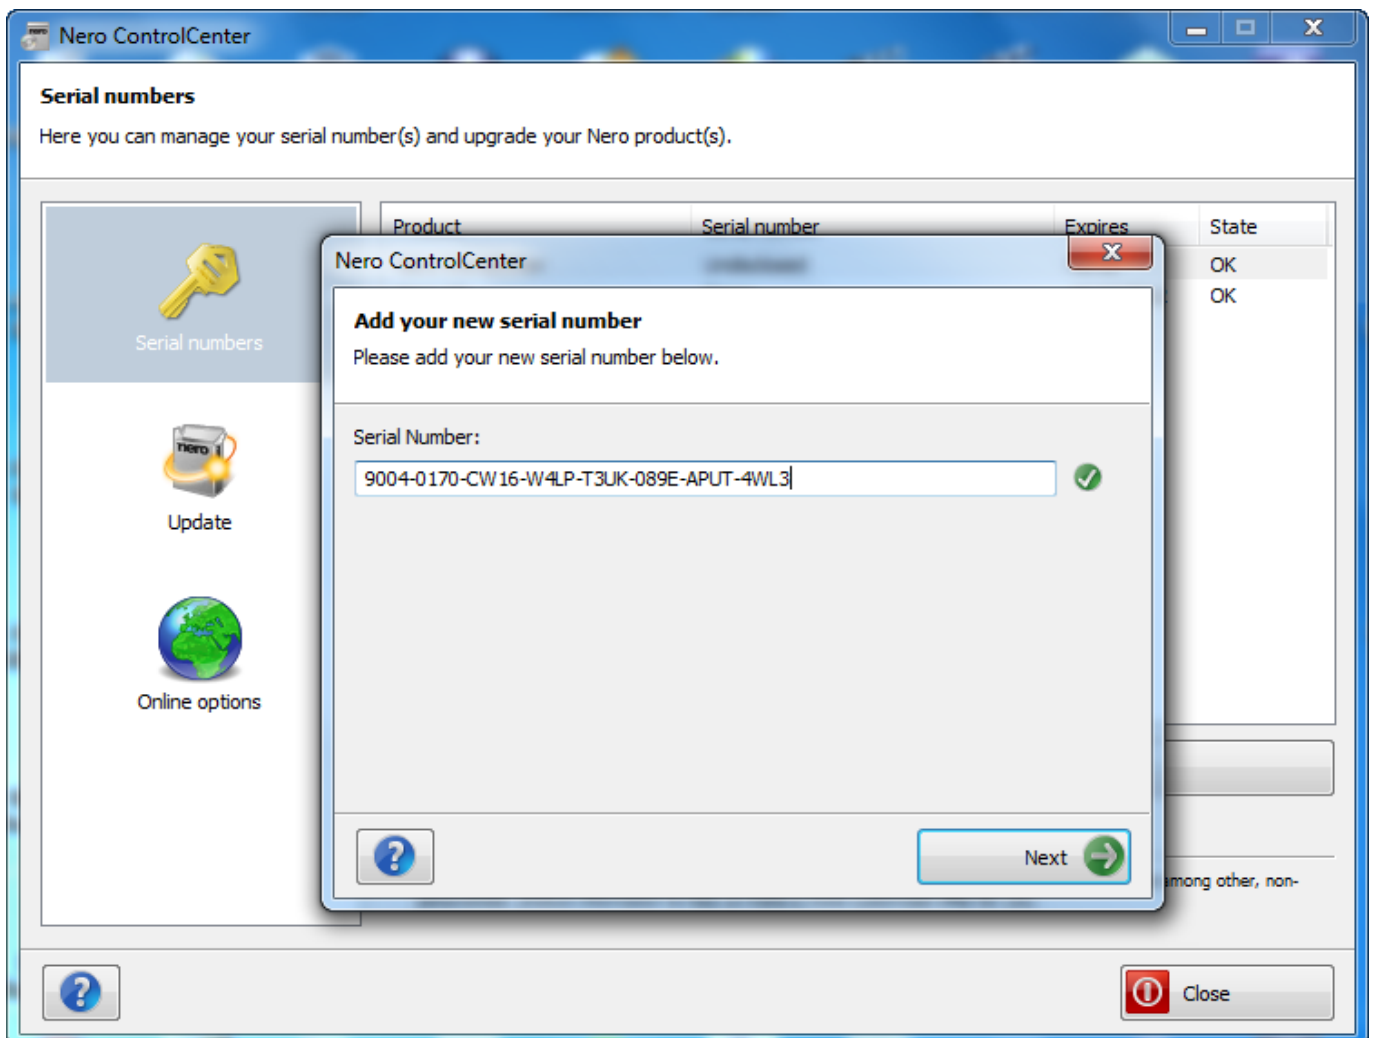 Nero ControlCenter
Serial numbers
Here you can manage your serial number(s) and upgrade your Nero product(s).
Product Serial number Expires State
OK
OK
Serial numbers
Update
Online options
Nero ControlCenter
Add your new serial number
Please add your new serial number below.
Serial Number:
9004-0170-CW16-W4LP-T3UK-089E-APUT-4WL3
Next
among other, non-
Close